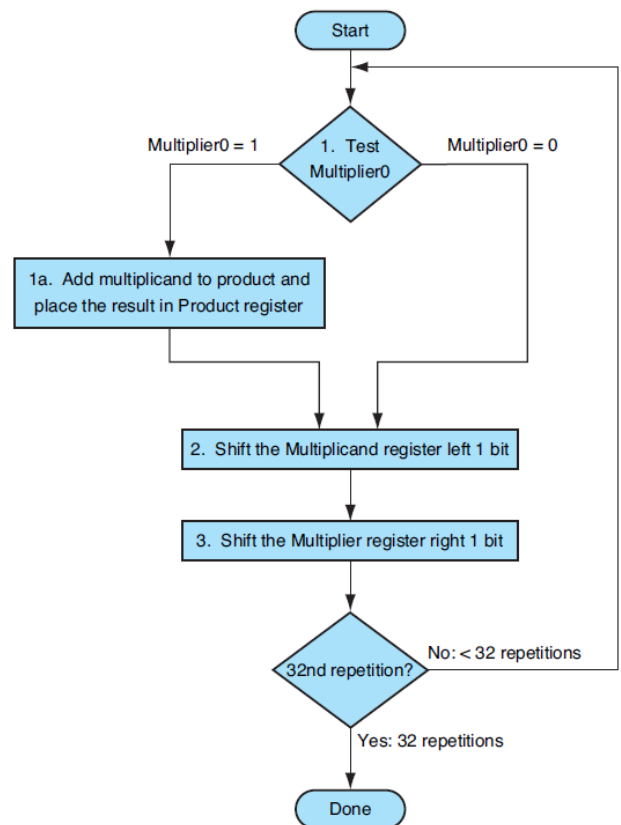 Start
1. Test
Multiplier0
Multiplier0 = 1
Multiplier0 = 0
1a. Add multiplicand to product and
place the result in Product register
2. Shift the Multiplicand register left 1 bit
3. Shift the Multiplier register right 1 bit
32nd repetition?
No: < 32 repetitions
Yes: 32 repetitions
Done